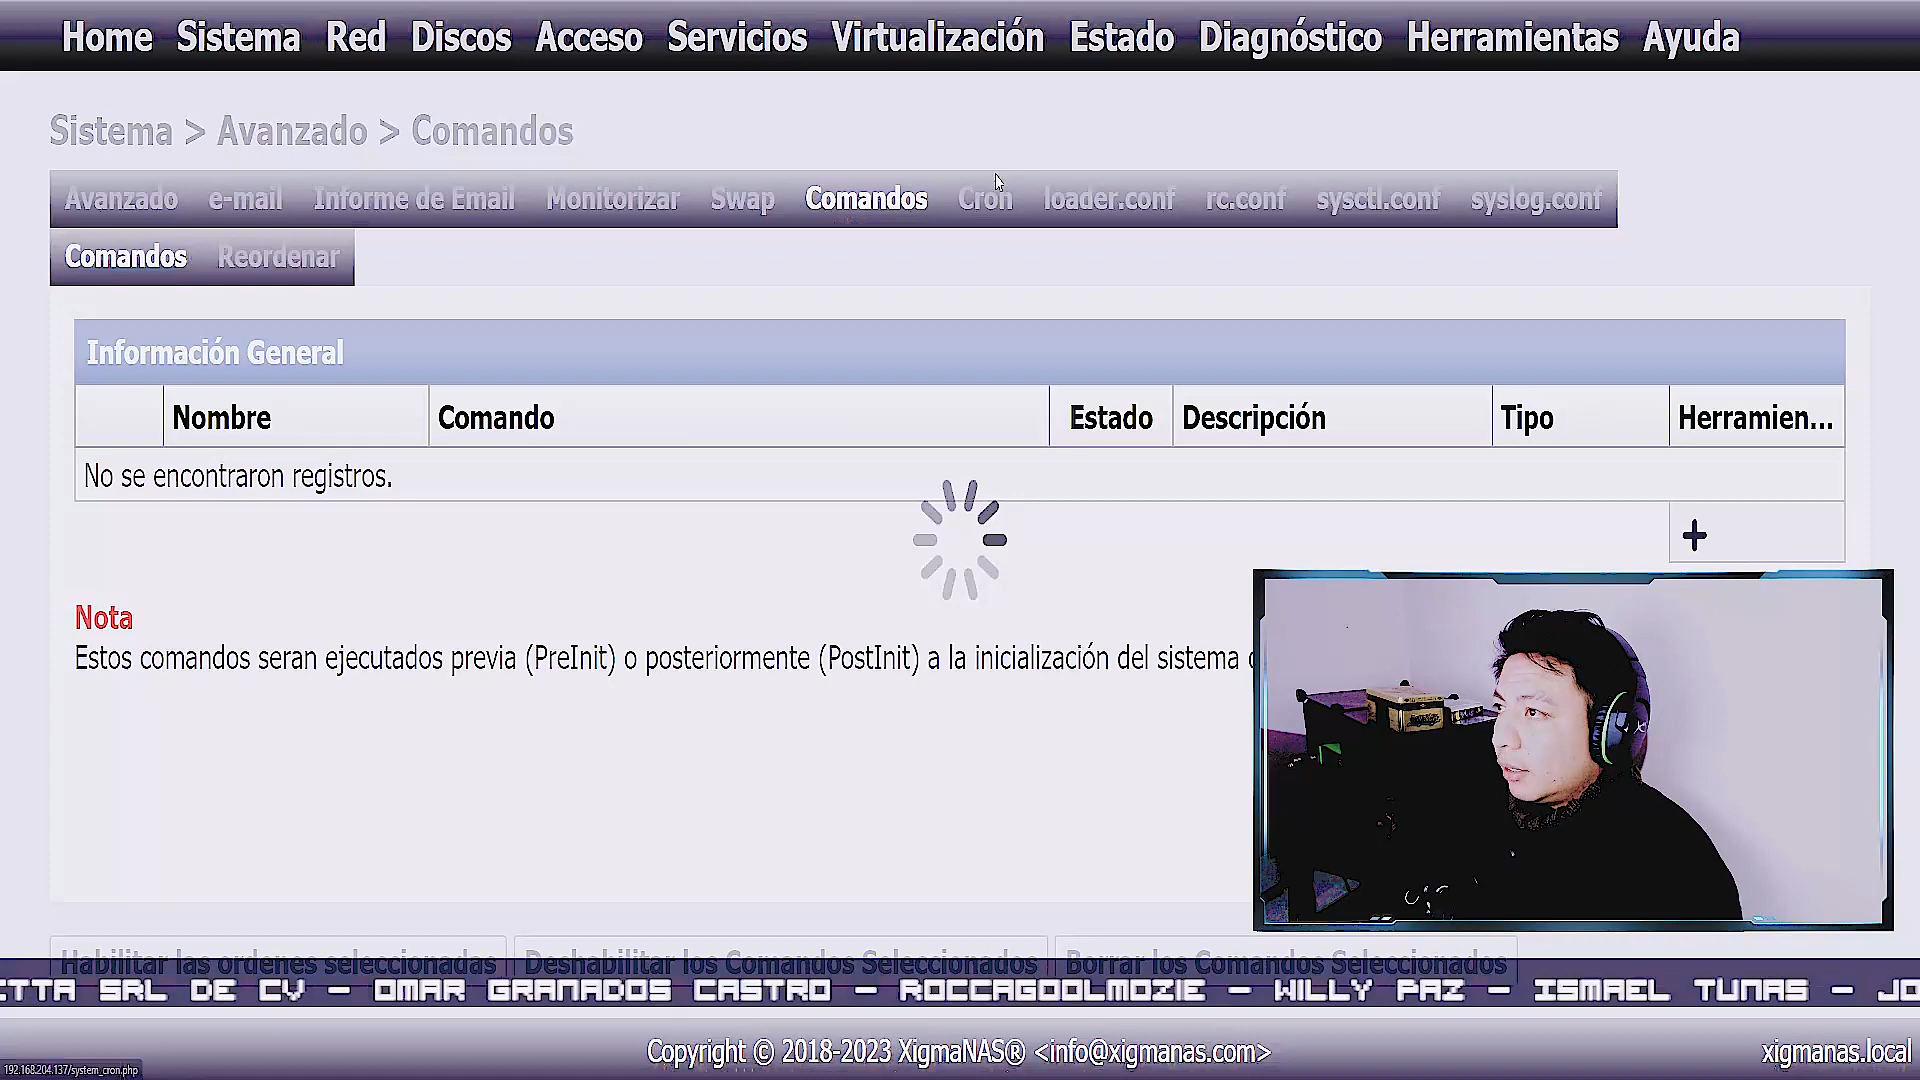 Home Sistema Red Discos Acceso Servicios Virtualización Estado Diagnóstico Herramientas Ayuda
Sistema > Avanzado > Comandos
Avanzado e-mail Informe de Email Monitorizar Swap Comandos Cron loader.conf rc.conf sysctl.conf syslog.conf
Comandos Reordenar
Información General
Nombre Comando Estado Descripción Tipo Herramien...
No se encontraron registros.
+
Nota
Estos comandos seran ejecutados previa (PreInit) o posteriormente (PostInit) a la inicialización del sistema
Habilitar las ordenes seleccionadas Deshabilitar los Comandos Seleccionados Borrar los Comandos Seleccionados
SRL DE CV - OMAR GRANADOS CASTRO - ROCCAGOOLMOZIE - WILLY PAZ - ISMAEL TUNAS - JO
Copyright © 2018-2023 XigmaNAS® <info@xigmanas.com>
xigmanas.local
192.168.204.137/system_cron.php